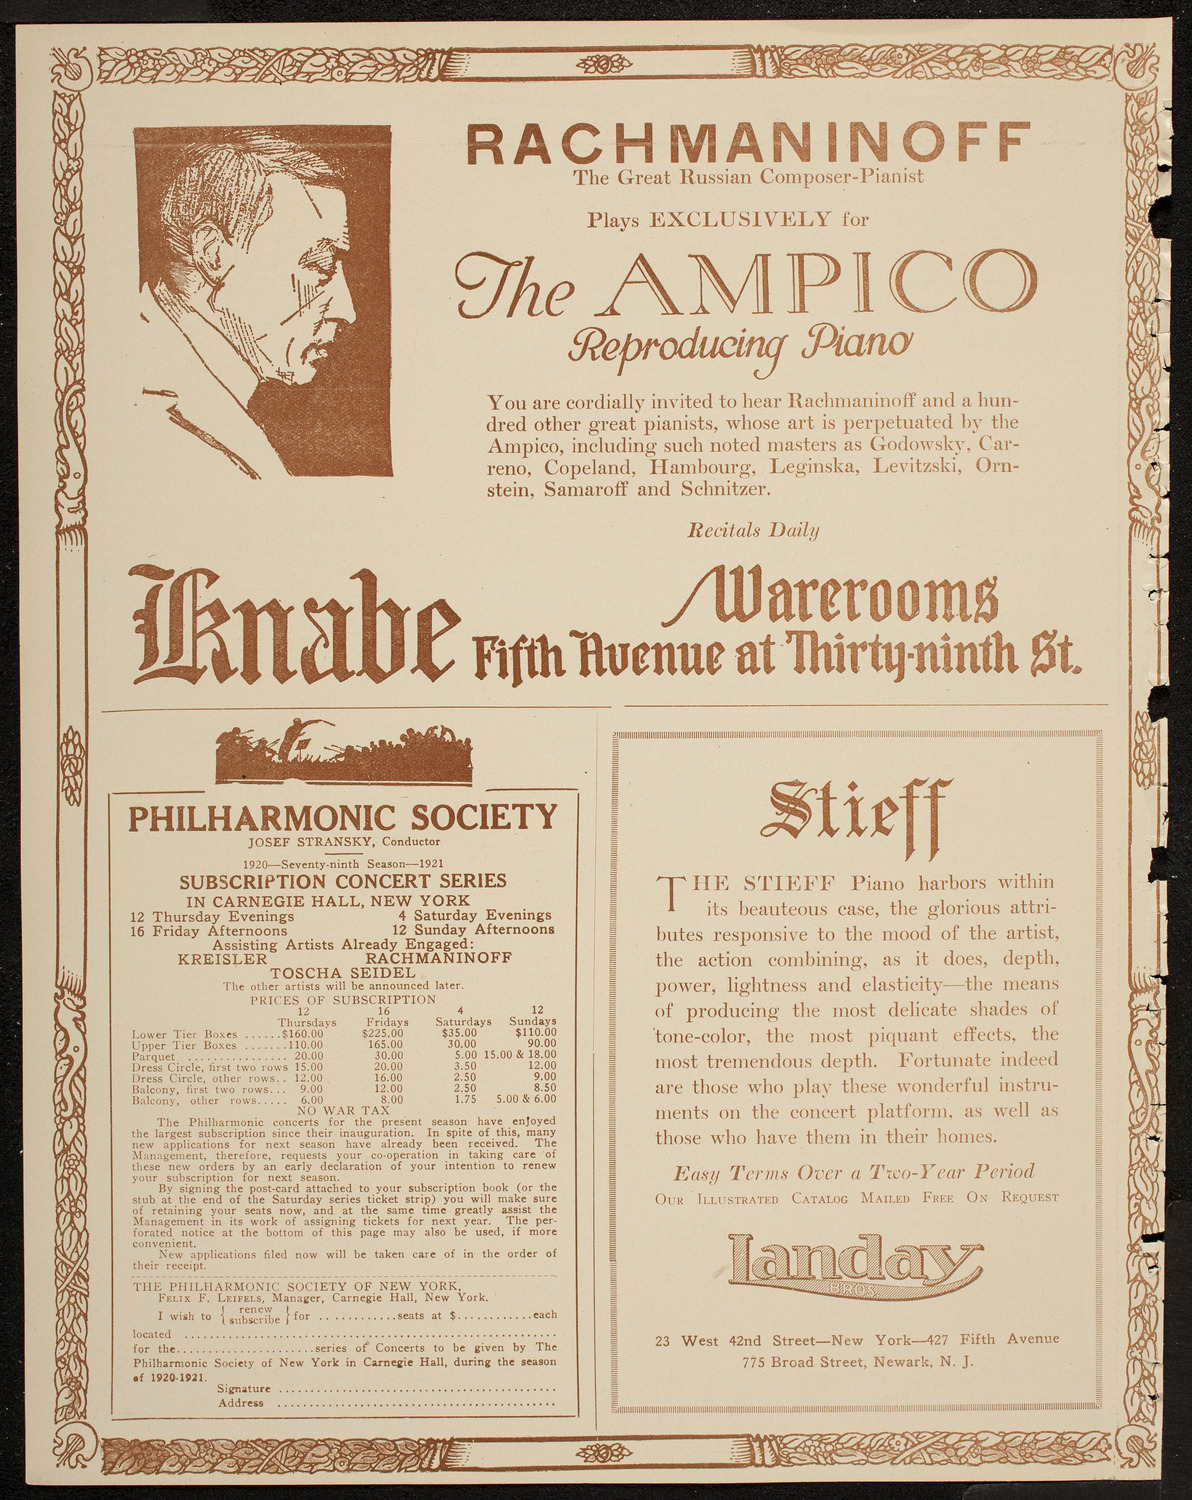 RACHMANINOFF
The Great Russian Composer-Pianist
Plays EXCLUSIVELY for
The AMPICO
Reproducing Piano
You are cordially invited to hear Rachmaninoff and a hun-
dred other great pianists, whose art is perpetuated by the
Ampico, including such noted masters as Godowsky, Car-
reno, Copeland, Hambourg, Leginska, Levitzski, Orn-
stein, Samaroff and Schnitzer.
Recitals Daily
Knabe Warerooms
Fifth Avenue at Thirty-ninth St.
PHILHARMONIC SOCIETY
JOSEF STRANSKY, Conductor
1920—Seventy-ninth Season—1921
SUBSCRIPTION CONCERT SERIES
IN CARNEGIE HALL, NEW YORK
12 Thursday Evenings 4 Saturday Evenings
16 Friday Afternoons 12 Sunday Afternoons
Assisting Artists Already Engaged:
KREISLER RACHMANINOFF
TOSCHA SEIDEL
The other artists will be announced later.
PRICES OF SUBSCRIPTION
12 16 4 12
Thursdays Fridays Saturdays Sundays
Lower Tier Boxes ......$160.00 $225.00 $35.00 $110.00
Upper Tier Boxes ........110.00 165.00 30.00 90.00
Parquet ................ 20.00 30.00 5.00 15.00 & 18.00
Dress Circle, first two rows 15.00 20.00 3.50 12.00
Dress Circle, other rows.. 12.00 16.00 2.50 9.00
Balcony, first two rows... 9.00 12.00 2.50 8.50
Balcony, other rows..... 6.00 8.00 1.75 5.00 & 6.00
NO WAR TAX
The Philharmonic concerts for the present season have enjoyed
the largest subscription since their inauguration. In spite of this, many
new applications for next season have already been received. The
Management, therefore, requests your co-operation in taking care of
these new orders by an early declaration of your intention to renew
your subscription for next season.
By signing the post-card attached to your subscription book (or the
stub at the end of the Saturday series ticket strip) you will make sure
of retaining your seats now, and at the same time greatly assist the
Management in its work of assigning tickets for next year. The per-
forated notice at the bottom of this page may also be used, if more
convenient.
New applications filed now will be taken care of in the order of
their receipt.
THE PHILHARMONIC SOCIETY OF NEW YORK,
FELIX F. LEIFELS, Manager, Carnegie Hall, New York.
I wish to { renew subscribe } for ............seats at $............each
located ........................................................
for the.....................series of Concerts to be given by The
Philharmonic Society of New York in Carnegie Hall, during the season
of 1920-1921.
Signature ..........................................
Address ..........................................
Stieff
THE STIEFF Piano harbors within
its beauteous case, the glorious attri-
butes responsive to the mood of the artist,
the action combining, as it does, depth,
power, lightness and elasticity—the means
of producing the most delicate shades of
tone-color, the most piquant effects, the
most tremendous depth. Fortunate indeed
are those who play these wonderful instru-
ments on the concert platform, as well as
those who have them in their homes.
Easy Terms Over a Two-Year Period
OUR ILLUSTRATED CATALOG MAILED FREE ON REQUEST
Landay
BROS.
23 West 42nd Street—New York—427 Fifth Avenue
775 Broad Street, Newark, N. J.